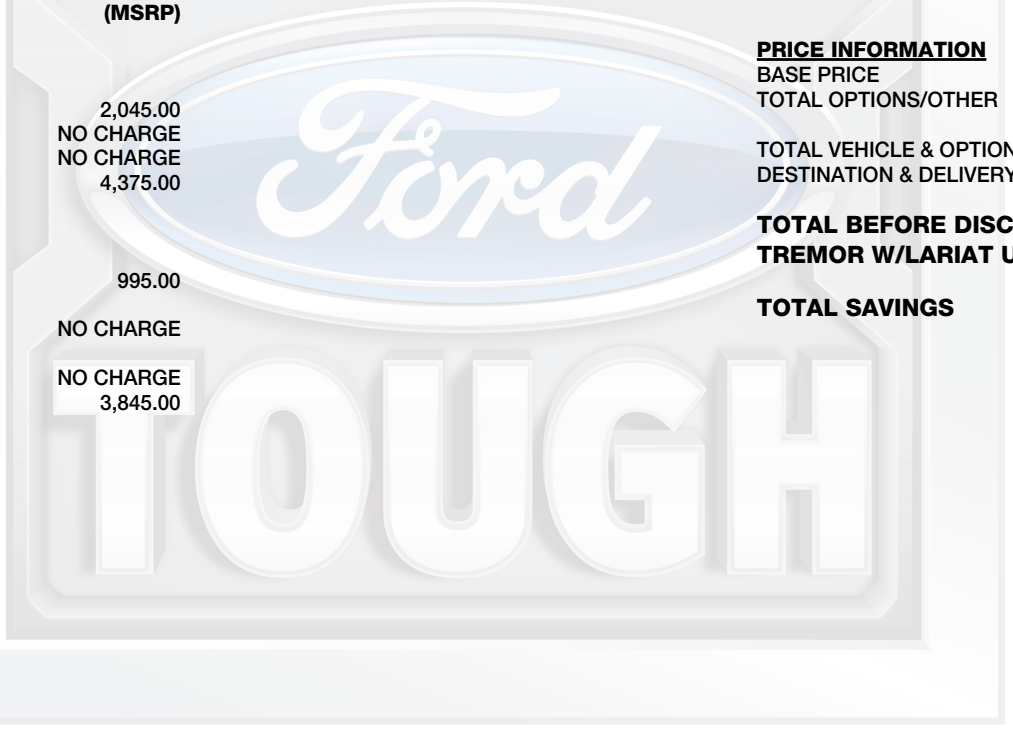 (MSRP)
2,045.00
NO CHARGE
NO CHARGE
4,375.00
995.00
NO CHARGE
NO CHARGE
3,845.00
PRICE INFORMATION
BASE PRICE
TOTAL OPTIONS/OTHER
TOTAL VEHICLE & OPTION
DESTINATION & DELIVERY
TOTAL BEFORE DISC
TREMOR W/LARIAT U
TOTAL SAVINGS
Ford
TOUGH